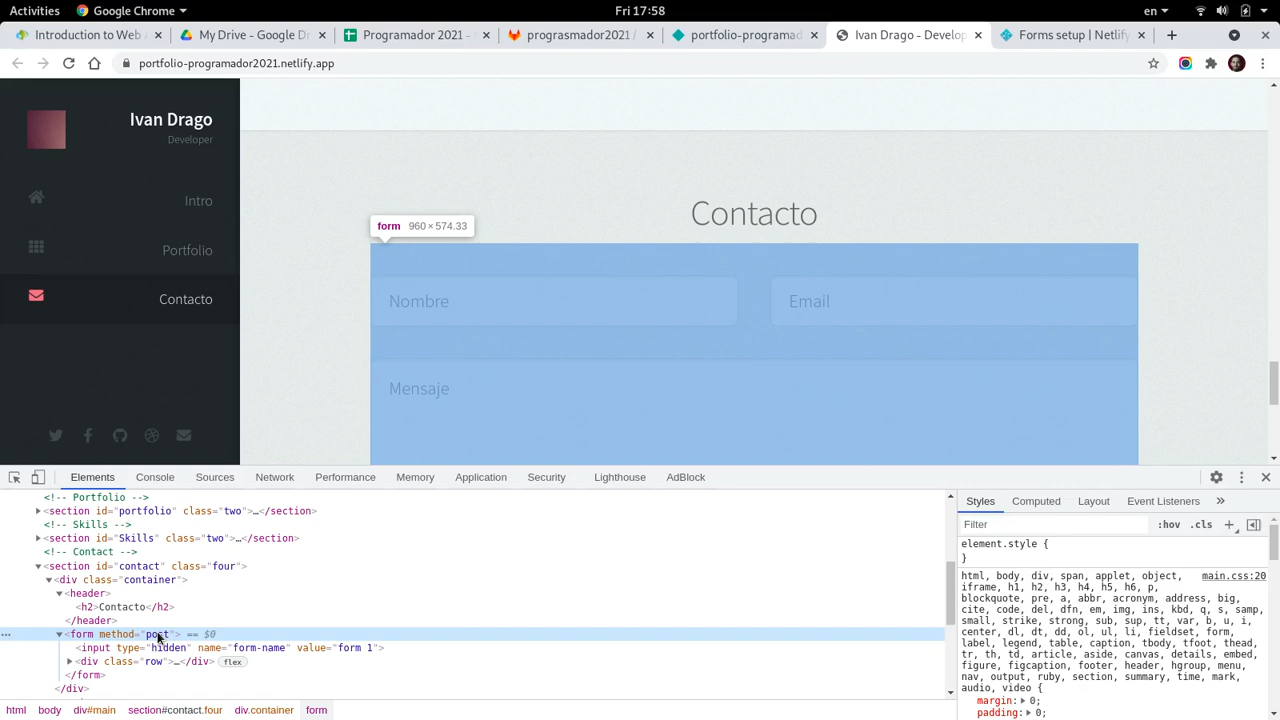 Activities
Google Chrome
Fri 17:58
en
Introduction to Web A
My Drive - Google Dr
Programador 2021 -
prograsmador2021 /
portfolio-programad
Ivan Drago - Develop
Forms setup | Netlify
portfolio-programador2021.netlify.app
Ivan Drago
Developer
Intro
Portfolio
Contacto
Contacto
form 960 × 574.33
Nombre
Email
Mensaje
Elements
Console
Sources
Network
Performance
Memory
Application
Security
Lighthouse
AdBlock
<!-- Portfolio -->
<section id="portfolio" class="two">…</section>
<!-- Skills -->
<section id="Skills" class="two">…</section>
<!-- Contact -->
<section id="contact" class="four">
<div class="container">
<header>
<h2>Contacto</h2>
</header>
<form method="post"> == $0
<input type="hidden" name="form-name" value="form 1">
<div class="row">…</div> flex
</form>
</div>
html
body
div#main
section#contact.four
div.container
form
Styles
Computed
Layout
Event Listeners
Filter
:hov
.cls
element.style {
}
html, body, div, span, applet, object, main.css:20
iframe, h1, h2, h3, h4, h5, h6, p,
blockquote, pre, a, abbr, acronym, address, big,
cite, code, del, dfn, em, img, ins, kbd, q, s, samp,
small, strike, strong, sub, sup, tt, var, b, u, i,
center, dl, dt, dd, ol, ul, li, fieldset, form,
label, legend, table, caption, tbody, tfoot, thead,
tr, th, td, article, aside, canvas, details, embed,
figure, figcaption, footer, header, hgroup, menu,
nav, output, ruby, section, summary, time, mark,
audio, video {
margin: 0;
padding: 0;